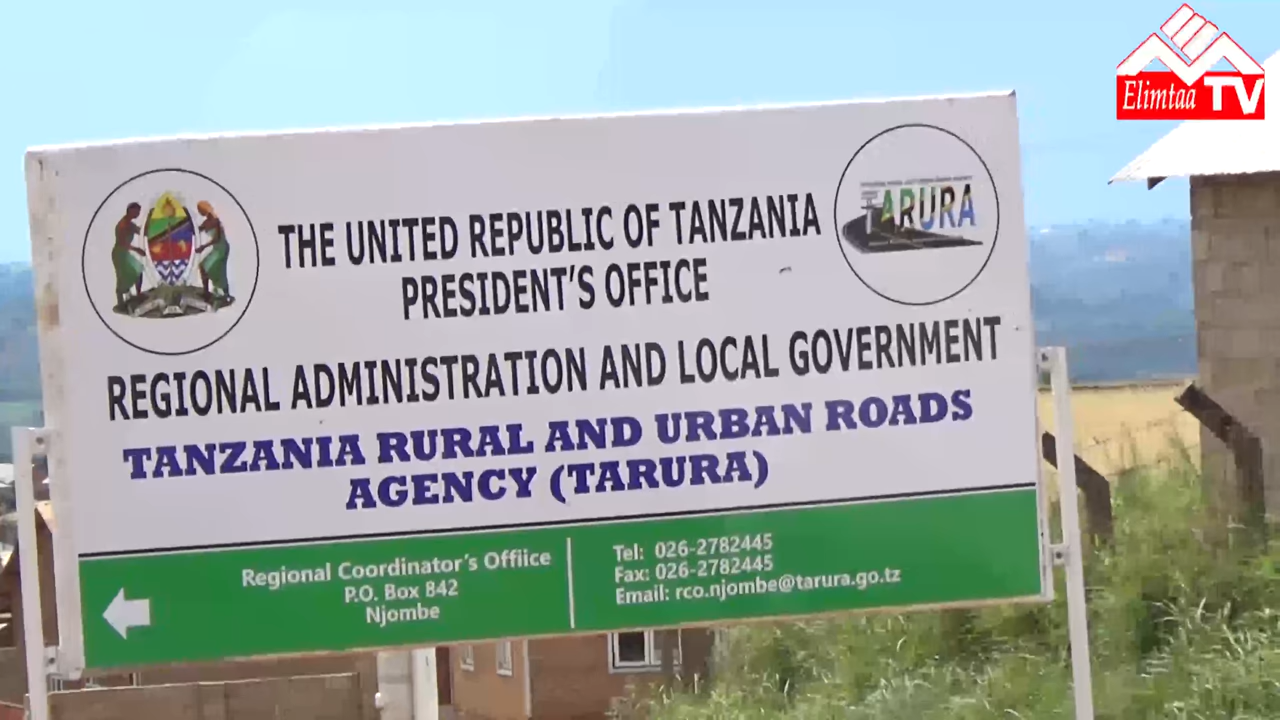 Elimtaa TV
TARURA
THE UNITED REPUBLIC OF TANZANIA
PRESIDENT'S OFFICE
REGIONAL ADMINISTRATION AND LOCAL GOVERNMENT
TANZANIA RURAL AND URBAN ROADS
AGENCY (TARURA)
Regional Coordinator's Offiice
P.O. Box 842
Njombe
Tel: 026-2782445
Fax: 026-2782445
Email: rco.njombe@tarura.go.tz